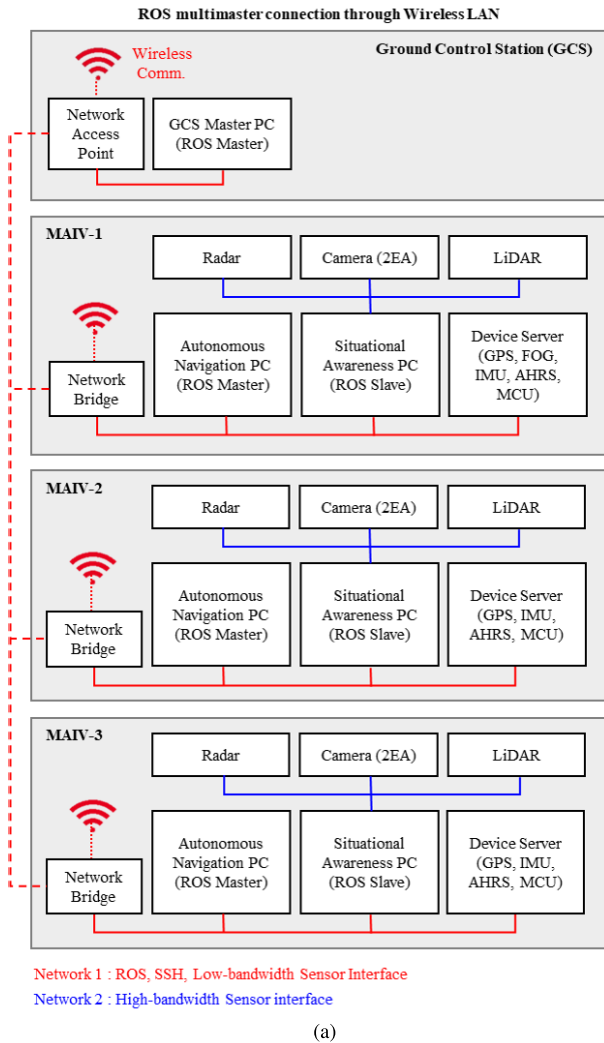 ROS multimaster connection through Wireless LAN
Ground Control Station (GCS)
Wireless
Comm.
Network
Access
Point
GCS Master PC
(ROS Master)
MAIV-1
Radar
Camera (2EA)
LiDAR
Network
Bridge
Autonomous
Navigation PC
(ROS Master)
Situational
Awareness PC
(ROS Slave)
Device Server
(GPS, FOG,
IMU, AHRS,
MCU)
MAIV-2
Radar
Camera (2EA)
LiDAR
Network
Bridge
Autonomous
Navigation PC
(ROS Master)
Situational
Awareness PC
(ROS Slave)
Device Server
(GPS, IMU,
AHRS, MCU)
MAIV-3
Radar
Camera (2EA)
LiDAR
Network
Bridge
Autonomous
Navigation PC
(ROS Master)
Situational
Awareness PC
(ROS Slave)
Device Server
(GPS, IMU,
AHRS, MCU)
Network 1 : ROS, SSH, Low-bandwidth Sensor Interface
Network 2 : High-bandwidth Sensor interface
(a)